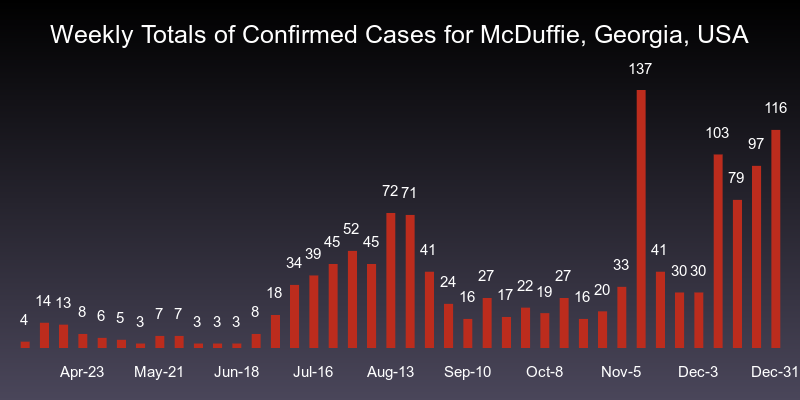 Weekly Totals of Confirmed Cases for McDuffie, Georgia, USA
4 14 13 8 6 5 3 7 7 3 3 3 8 18 34 39 45 52 45 72 71 41 24 16 27 17 22 19 27 16 20 33 137 41 30 30 103 79 97 116
Apr-23 May-21 Jun-18 Jul-16 Aug-13 Sep-10 Oct-8 Nov-5 Dec-3 Dec-31